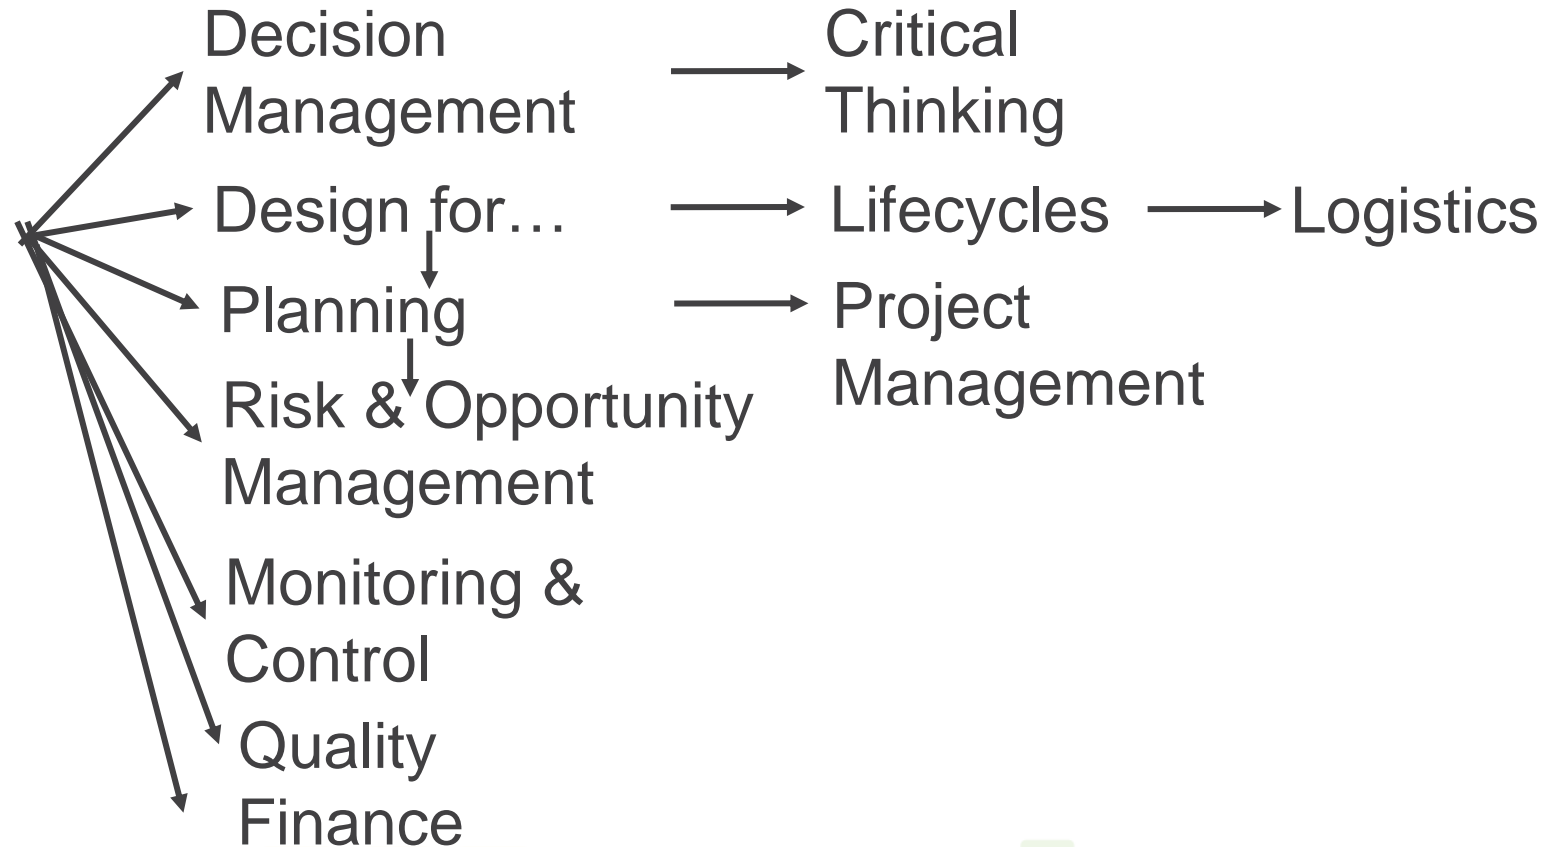 Decision
Management
Critical
Thinking
Design for…
Lifecycles
Logistics
Planning
Project
Management
Risk & Opportunity
Management
Monitoring &
Control
Quality
Finance